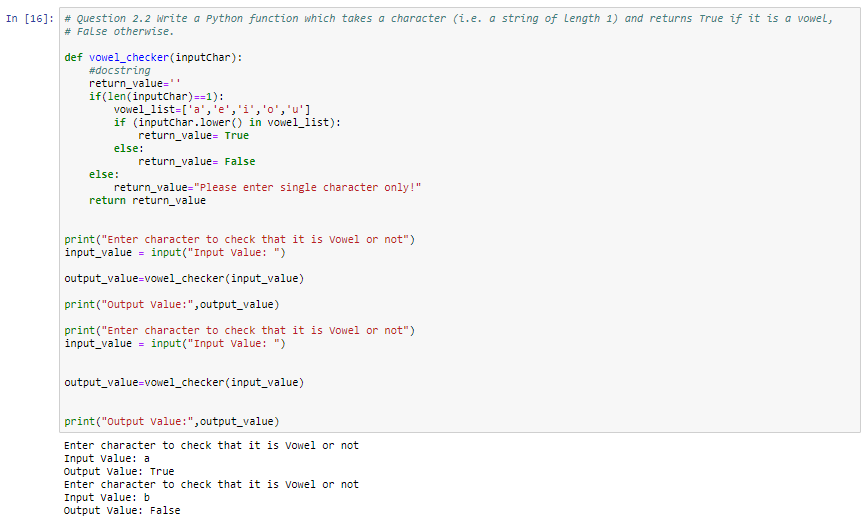 In [16]: # Question 2.2 Write a Python function which takes a character (i.e. a string of length 1) and returns True if it is a vowel,
# False otherwise.
def vowel_checker(inputChar):
#docstring
return_value=''
if(len(inputChar)==1):
vowel_list=['a','e','i','o','u']
if (inputChar.lower() in vowel_list):
return_value= True
else:
return_value= False
else:
return_value="Please enter single character only!"
return return_value
print("Enter character to check that it is Vowel or not")
input_value = input("Input Value: ")
output_value=vowel_checker(input_value)
print("Output Value:",output_value)
print("Enter character to check that it is Vowel or not")
input_value = input("Input Value: ")
output_value=vowel_checker(input_value)
print("Output Value:",output_value)
Enter character to check that it is Vowel or not
Input Value: a
Output Value: True
Enter character to check that it is Vowel or not
Input Value: b
Output Value: False